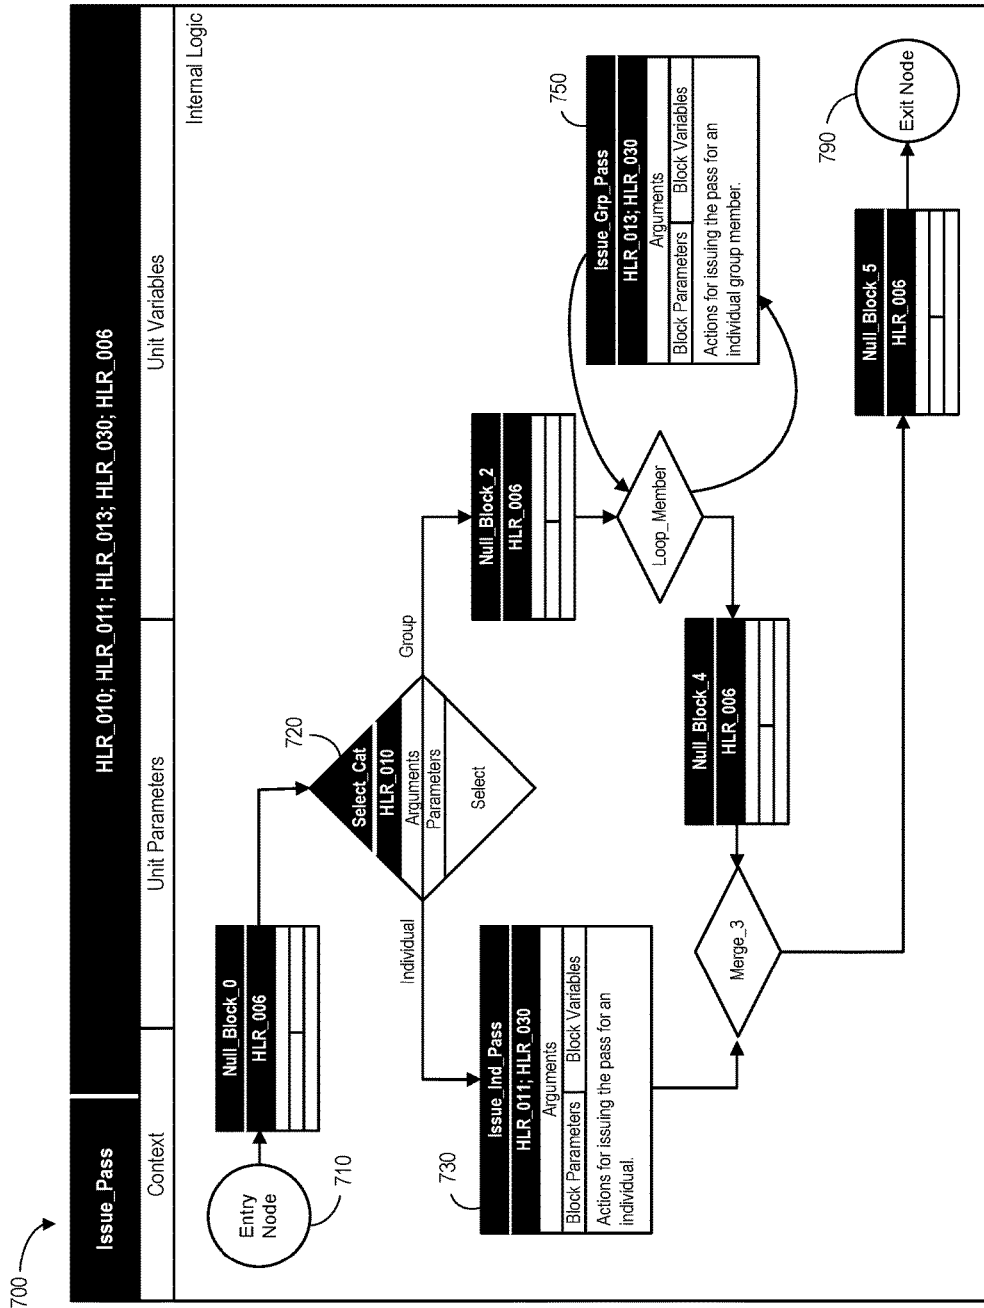 700
Issue_Pass
HLR_010; HLR_011; HLR_013; HLR_030; HLR_006
Context
Unit Parameters
Unit Variables
Internal Logic
Entry
Node
710
Null_Block_0
HLR_006
720
Select_Cat
HLR_010
Arguments
Parameters
Select
Individual
Group
730
Issue_Ind_Pass
HLR_011; HLR_030
Arguments
Block Parameters
Block Variables
Actions for issuing the pass for an
individual.
Null_Block_2
HLR_006
Loop_Member
750
Issue_Grp_Pass
HLR_013; HLR_030
Arguments
Block Parameters
Block Variables
Actions for issuing the pass for an
individual group member.
Null_Block_4
HLR_006
Merge_3
Null_Block_5
HLR_006
790
Exit Node